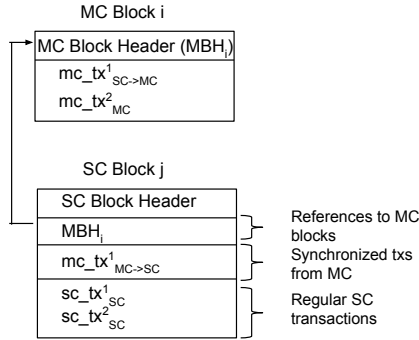 MC Block i
MC Block Header (MBH_i)
mc_tx^1_SC->MC
mc_tx^2_MC
SC Block j
SC Block Header
MBH_i
References to MC
blocks
mc_tx^1_MC->SC
Synchronized txs
from MC
sc_tx^1_SC
sc_tx^2_SC
Regular SC
transactions